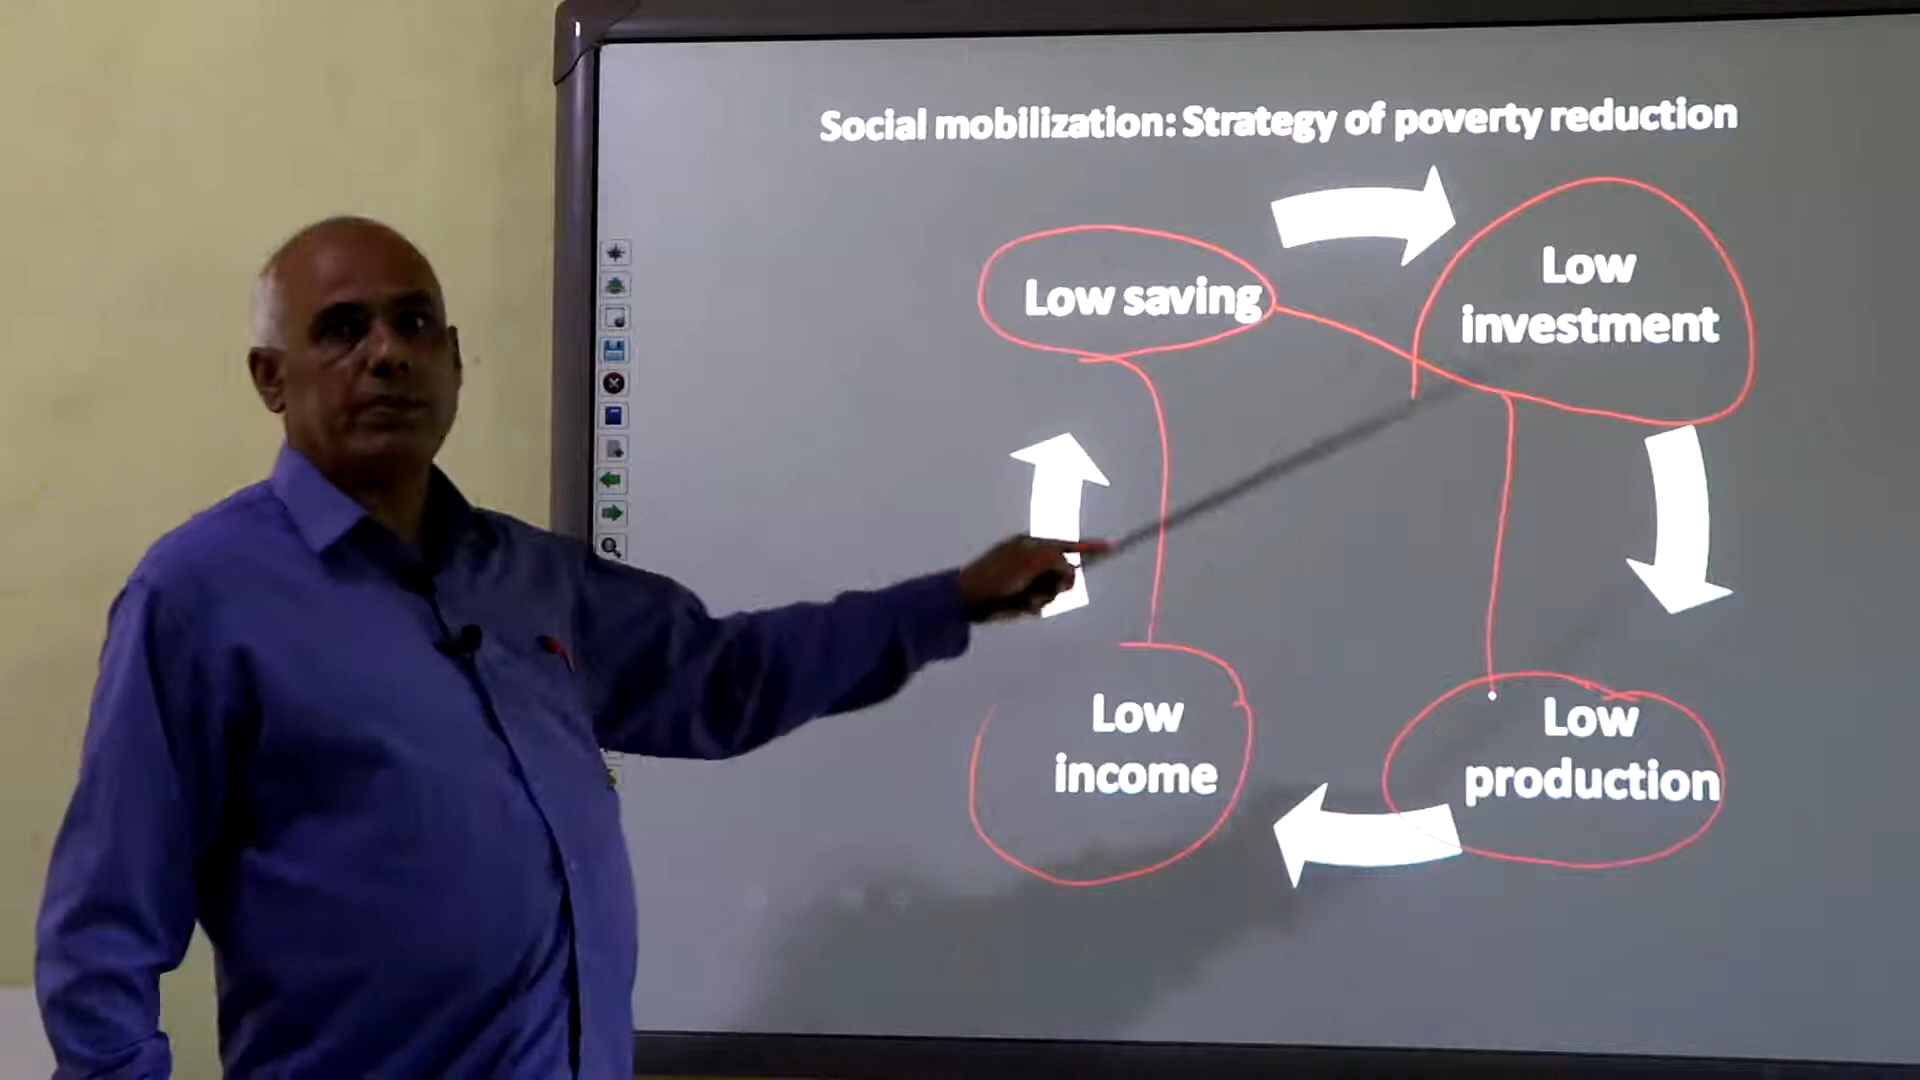 Social mobilization: Strategy of poverty reduction
Low saving
Low
investment
Low
production
Low
income